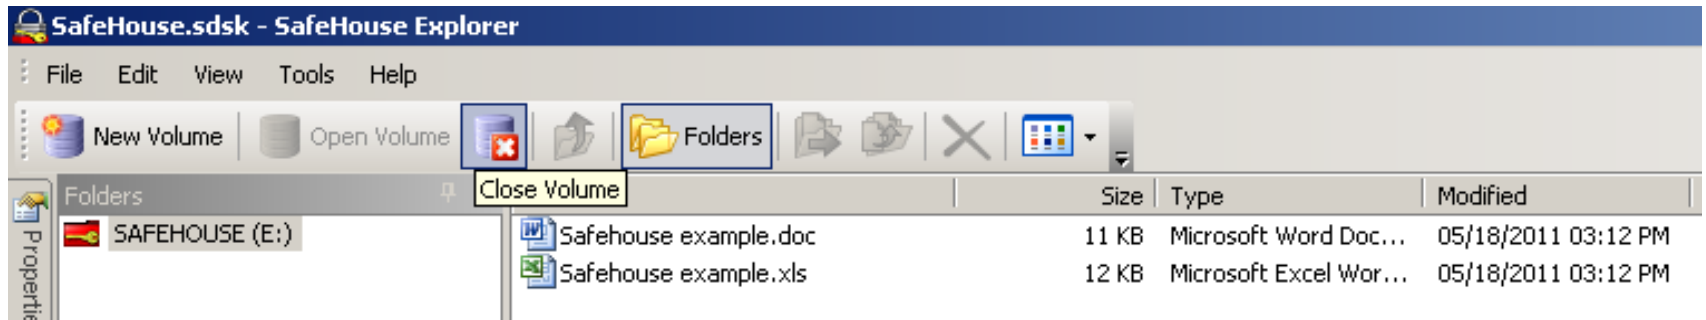 SafeHouse.sdsk - SafeHouse Explorer
File Edit View Tools Help
New Volume Open Volume Folders
Close Volume
Folders Size Type Modified
SAFEHOUSE (E:) Safehouse example.doc 11 KB Microsoft Word Doc... 05/18/2011 03:12 PM
Safehouse example.xls 12 KB Microsoft Excel Wor... 05/18/2011 03:12 PM